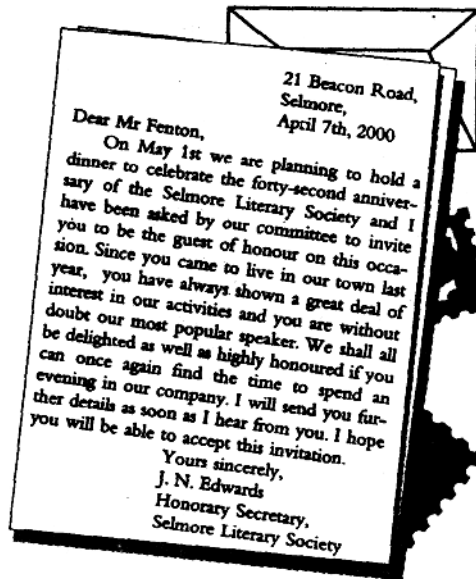 21 Beacon Road,
Selmore,
April 7th, 2000
Dear Mr Fenton,
On May 1st we are planning to hold a
dinner to celebrate the forty-second anniver-
sary of the Selmore Literary Society and I
have been asked by our committee to invite
you to be the guest of honour on this occa-
sion. Since you came to live in our town last
year, you have always shown a great deal of
interest in our activities and you are without
doubt our most popular speaker. We shall all
be delighted as well as highly honoured if you
can once again find the time to spend an
evening in our company. I will send you fur-
ther details as soon as I hear from you. I hope
you will be able to accept this invitation.
Yours sincerely,
J. N. Edwards
Honorary Secretary,
Selmore Literary Society